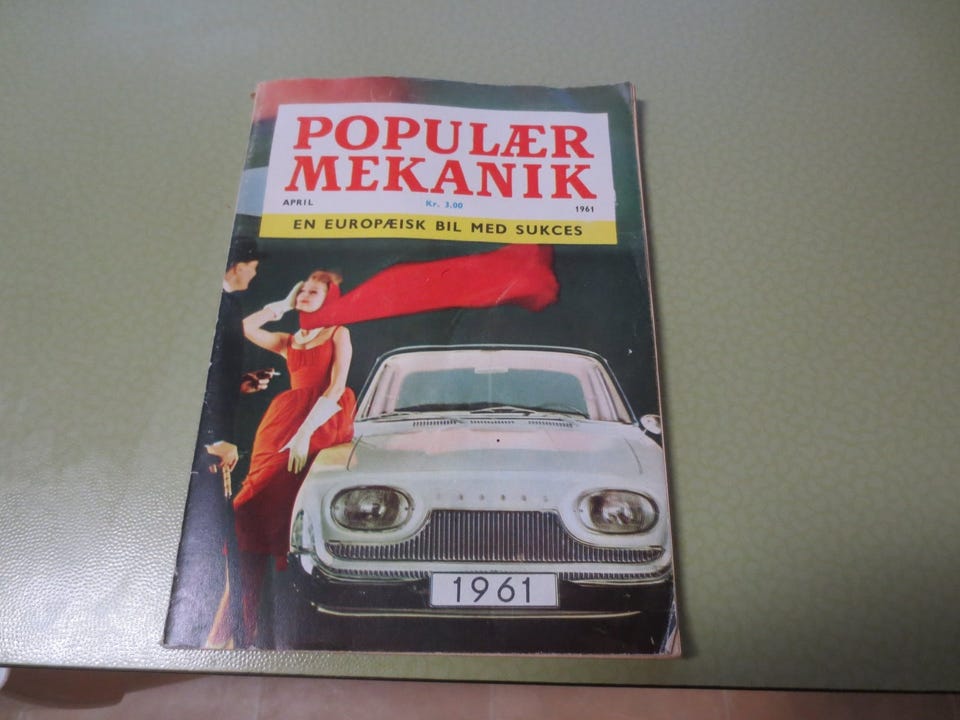 POPULÆR
MEKANIK
APRIL Kr. 3.00 1961
EN EUROPÆISK BIL MED SUKCES
1961